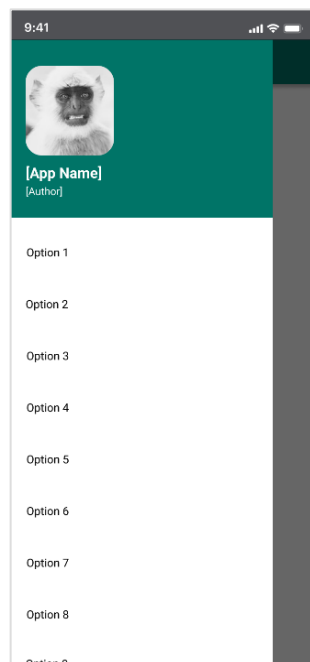 9:41
[App Name]
[Author]
Option 1
Option 2
Option 3
Option 4
Option 5
Option 6
Option 7
Option 8